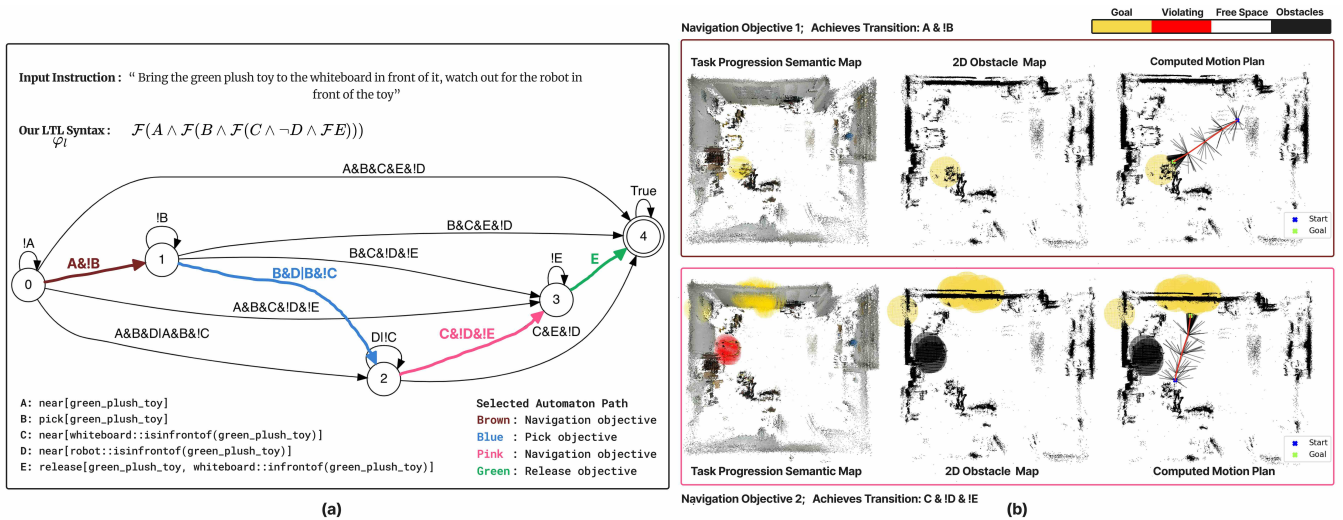 Input Instruction : “ Bring the green plush toy to the whiteboard in front of it, watch out for the robot in
front of the toy”
Our LTL Syntax : F(A ∧ F(B ∧ F(C ∧ ¬D ∧ FE)))
φl
A&B&C&E&!D
True
!B
!A
B&C&E&!D
4
A&!B
1
B&C&!D&!E
!E
E
B&D|B&!C
0
3
A&B&C&!D&!E
A&B&D|A&B&!C
D|!C
C&!D&!E
C&E&!D
2
A: near[green_plush_toy]
B: pick[green_plush_toy]
C: near[whiteboard::isinfrontof(green_plush_toy)]
D: near[robot::isinfrontof(green_plush_toy)]
E: release[green_plush_toy, whiteboard::infrontof(green_plush_toy)]
Selected Automaton Path
Brown: Navigation objective
Blue : Pick objective
Pink : Navigation objective
Green: Release objective
(a)
Navigation Objective 1; Achieves Transition: A & !B
Goal Violating Free Space Obstacles
Task Progression Semantic Map
2D Obstacle Map
Computed Motion Plan
Start
Goal
Start
Goal
Task Progression Semantic Map
2D Obstacle Map
Computed Motion Plan
Navigation Objective 2; Achieves Transition: C & !D & !E
(b)